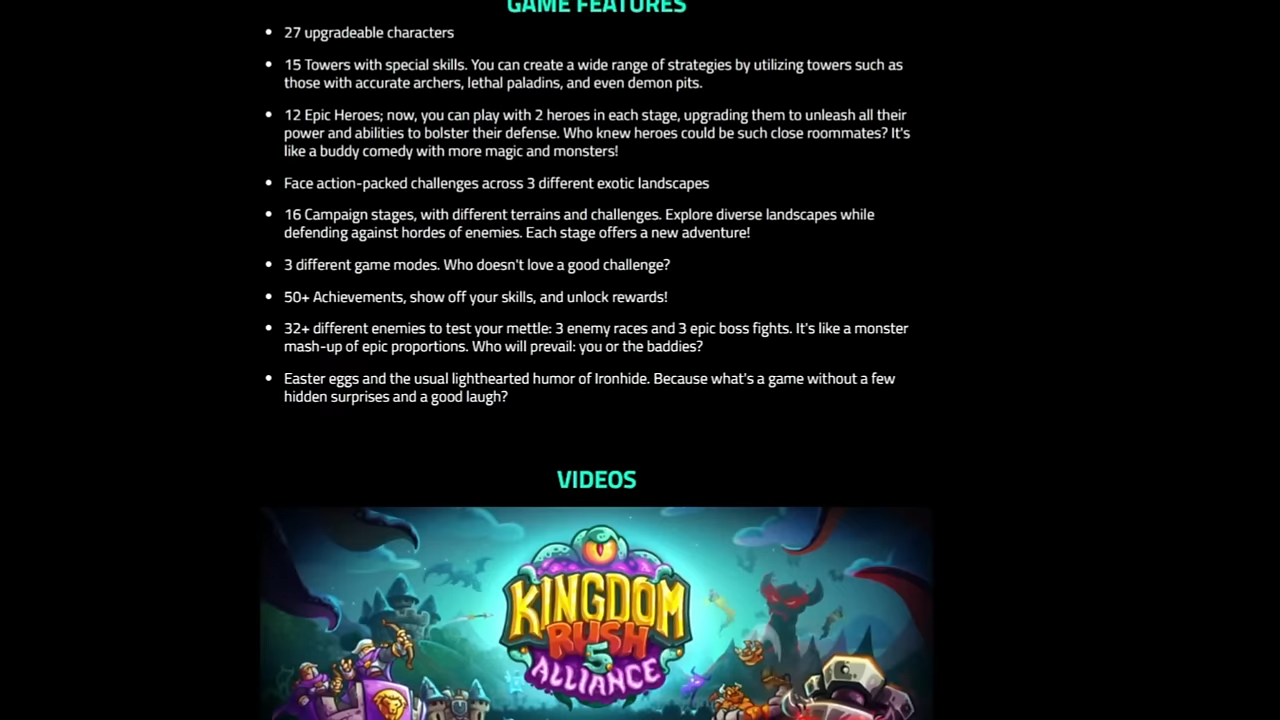 GAME FEATURES
• 27 upgradeable characters
• 15 Towers with special skills. You can create a wide range of strategies by utilizing towers such as
those with accurate archers, lethal paladins, and even demon pits.
• 12 Epic Heroes; now, you can play with 2 heroes in each stage, upgrading them to unleash all their
power and abilities to bolster their defense. Who knew heroes could be such close roommates? It's
like a buddy comedy with more magic and monsters!
• Face action-packed challenges across 3 different exotic landscapes
• 16 Campaign stages, with different terrains and challenges. Explore diverse landscapes while
defending against hordes of enemies. Each stage offers a new adventure!
• 3 different game modes. Who doesn't love a good challenge?
• 50+ Achievements, show off your skills, and unlock rewards!
• 32+ different enemies to test your mettle: 3 enemy races and 3 epic boss fights. It's like a monster
mash-up of epic proportions. Who will prevail: you or the baddies?
• Easter eggs and the usual lighthearted humor of Ironhide. Because what's a game without a few
hidden surprises and a good laugh?
VIDEOS
KINGDOM
RUSH
5
ALLIANCE